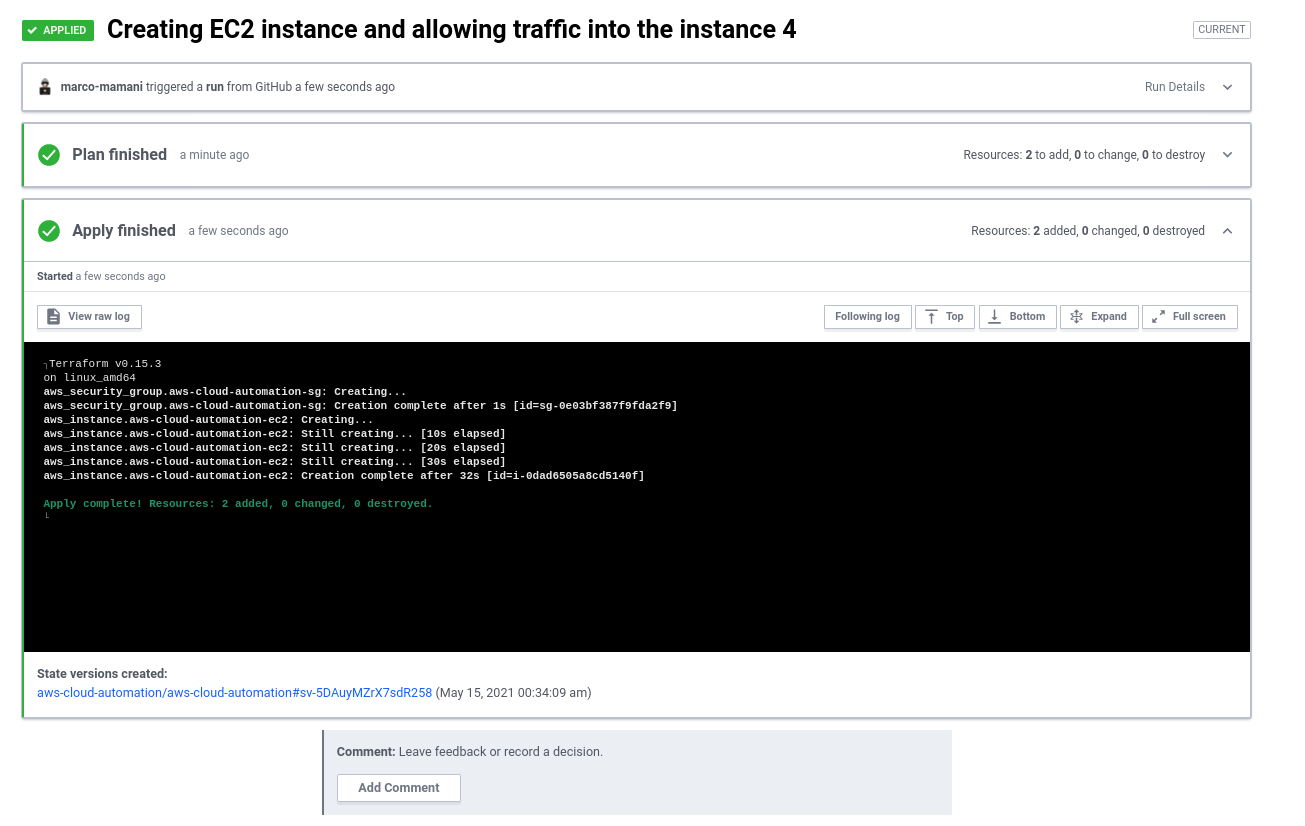 APPLIED Creating EC2 instance and allowing traffic into the instance 4 CURRENT
marco-mamani triggered a run from GitHub a few seconds ago Run Details
Plan finished a minute ago Resources: 2 to add, 0 to change, 0 to destroy
Apply finished a few seconds ago Resources: 2 added, 0 changed, 0 destroyed
Started a few seconds ago
View raw log Following log Top Bottom Expand Full screen
Terraform v0.15.3
on linux_amd64
aws_security_group.aws-cloud-automation-sg: Creating...
aws_security_group.aws-cloud-automation-sg: Creation complete after 1s [id=sg-0e03bf387f9fda2f9]
aws_instance.aws-cloud-automation-ec2: Creating...
aws_instance.aws-cloud-automation-ec2: Still creating... [10s elapsed]
aws_instance.aws-cloud-automation-ec2: Still creating... [20s elapsed]
aws_instance.aws-cloud-automation-ec2: Still creating... [30s elapsed]
aws_instance.aws-cloud-automation-ec2: Creation complete after 32s [id=i-0dad6505a8cd5140f]
Apply complete! Resources: 2 added, 0 changed, 0 destroyed.
State versions created:
aws-cloud-automation/aws-cloud-automation#sv-5DAuyMZrX7sdR258 (May 15, 2021 00:34:09 am)
Comment: Leave feedback or record a decision.
Add Comment